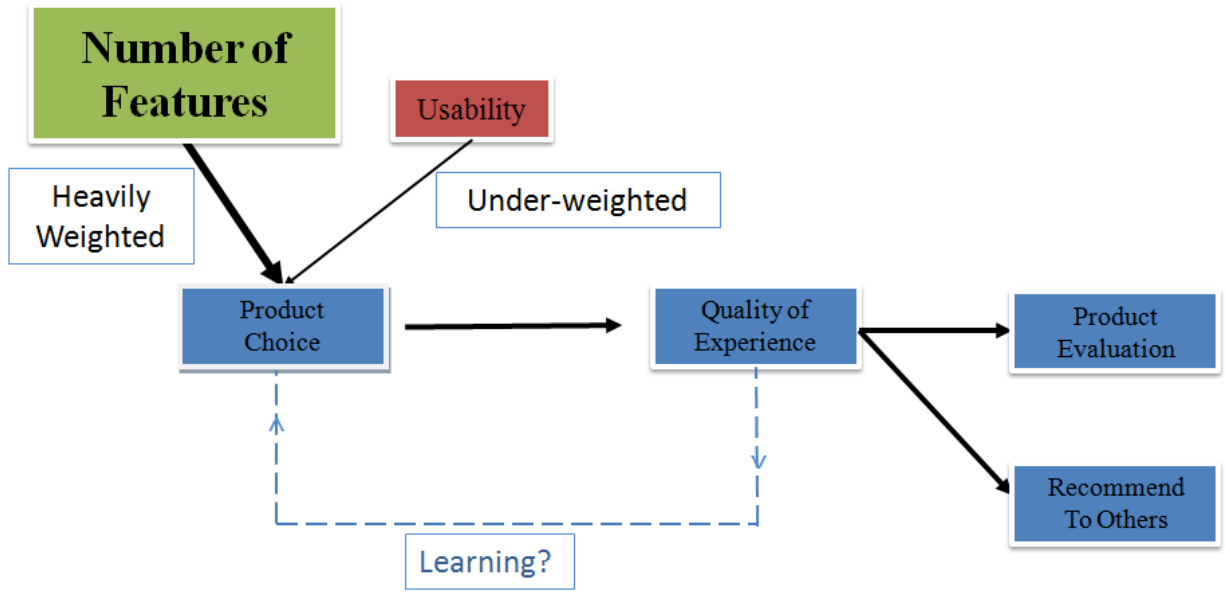 Number of
Features
Usability
Heavily
Weighted
Under-weighted
Product
Choice
Quality of
Experience
Product
Evaluation
Recommend
To Others
Learning?